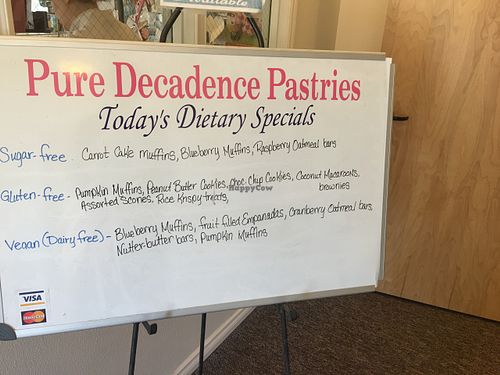 Available
Pure Decadence Pastries
Today's Dietary Specials
Sugar-free - Carrot Cake muffins, Blueberry Muffins, Raspberry Oatmeal bars
Gluten-free - Pumpkin Muffins, Peanut Butter Cookies, Choc. Chip Cookies, Coconut Macaroons,
Assorted Scones, Rice Krispy treats, brownies
Vegan (Dairy free) - Blueberry Muffins, fruit filled Empanadas, Cranberry Oatmeal bars,
Nutter-butter bars, Pumpkin Muffins
HappyCow
VISA
MasterCard